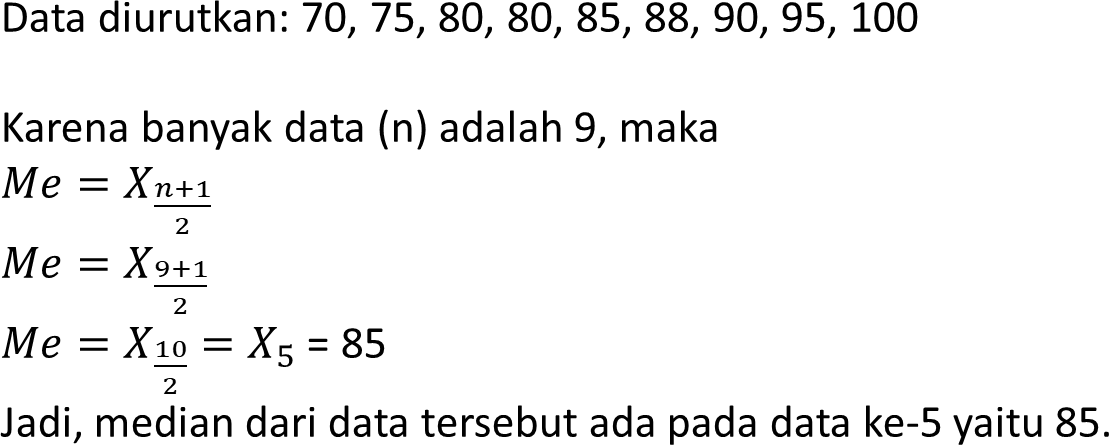 Data diurutkan: 70, 75, 80, 80, 85, 88, 90, 95, 100
Karena banyak data (n) adalah 9, maka
$Me = X_{\frac{n+1}{2}}$
$Me = X_{\frac{9+1}{2}}$
$Me = X_{\frac{10}{2}} = X_5$ = 85
Jadi, median dari data tersebut ada pada data ke-5 yaitu 85.